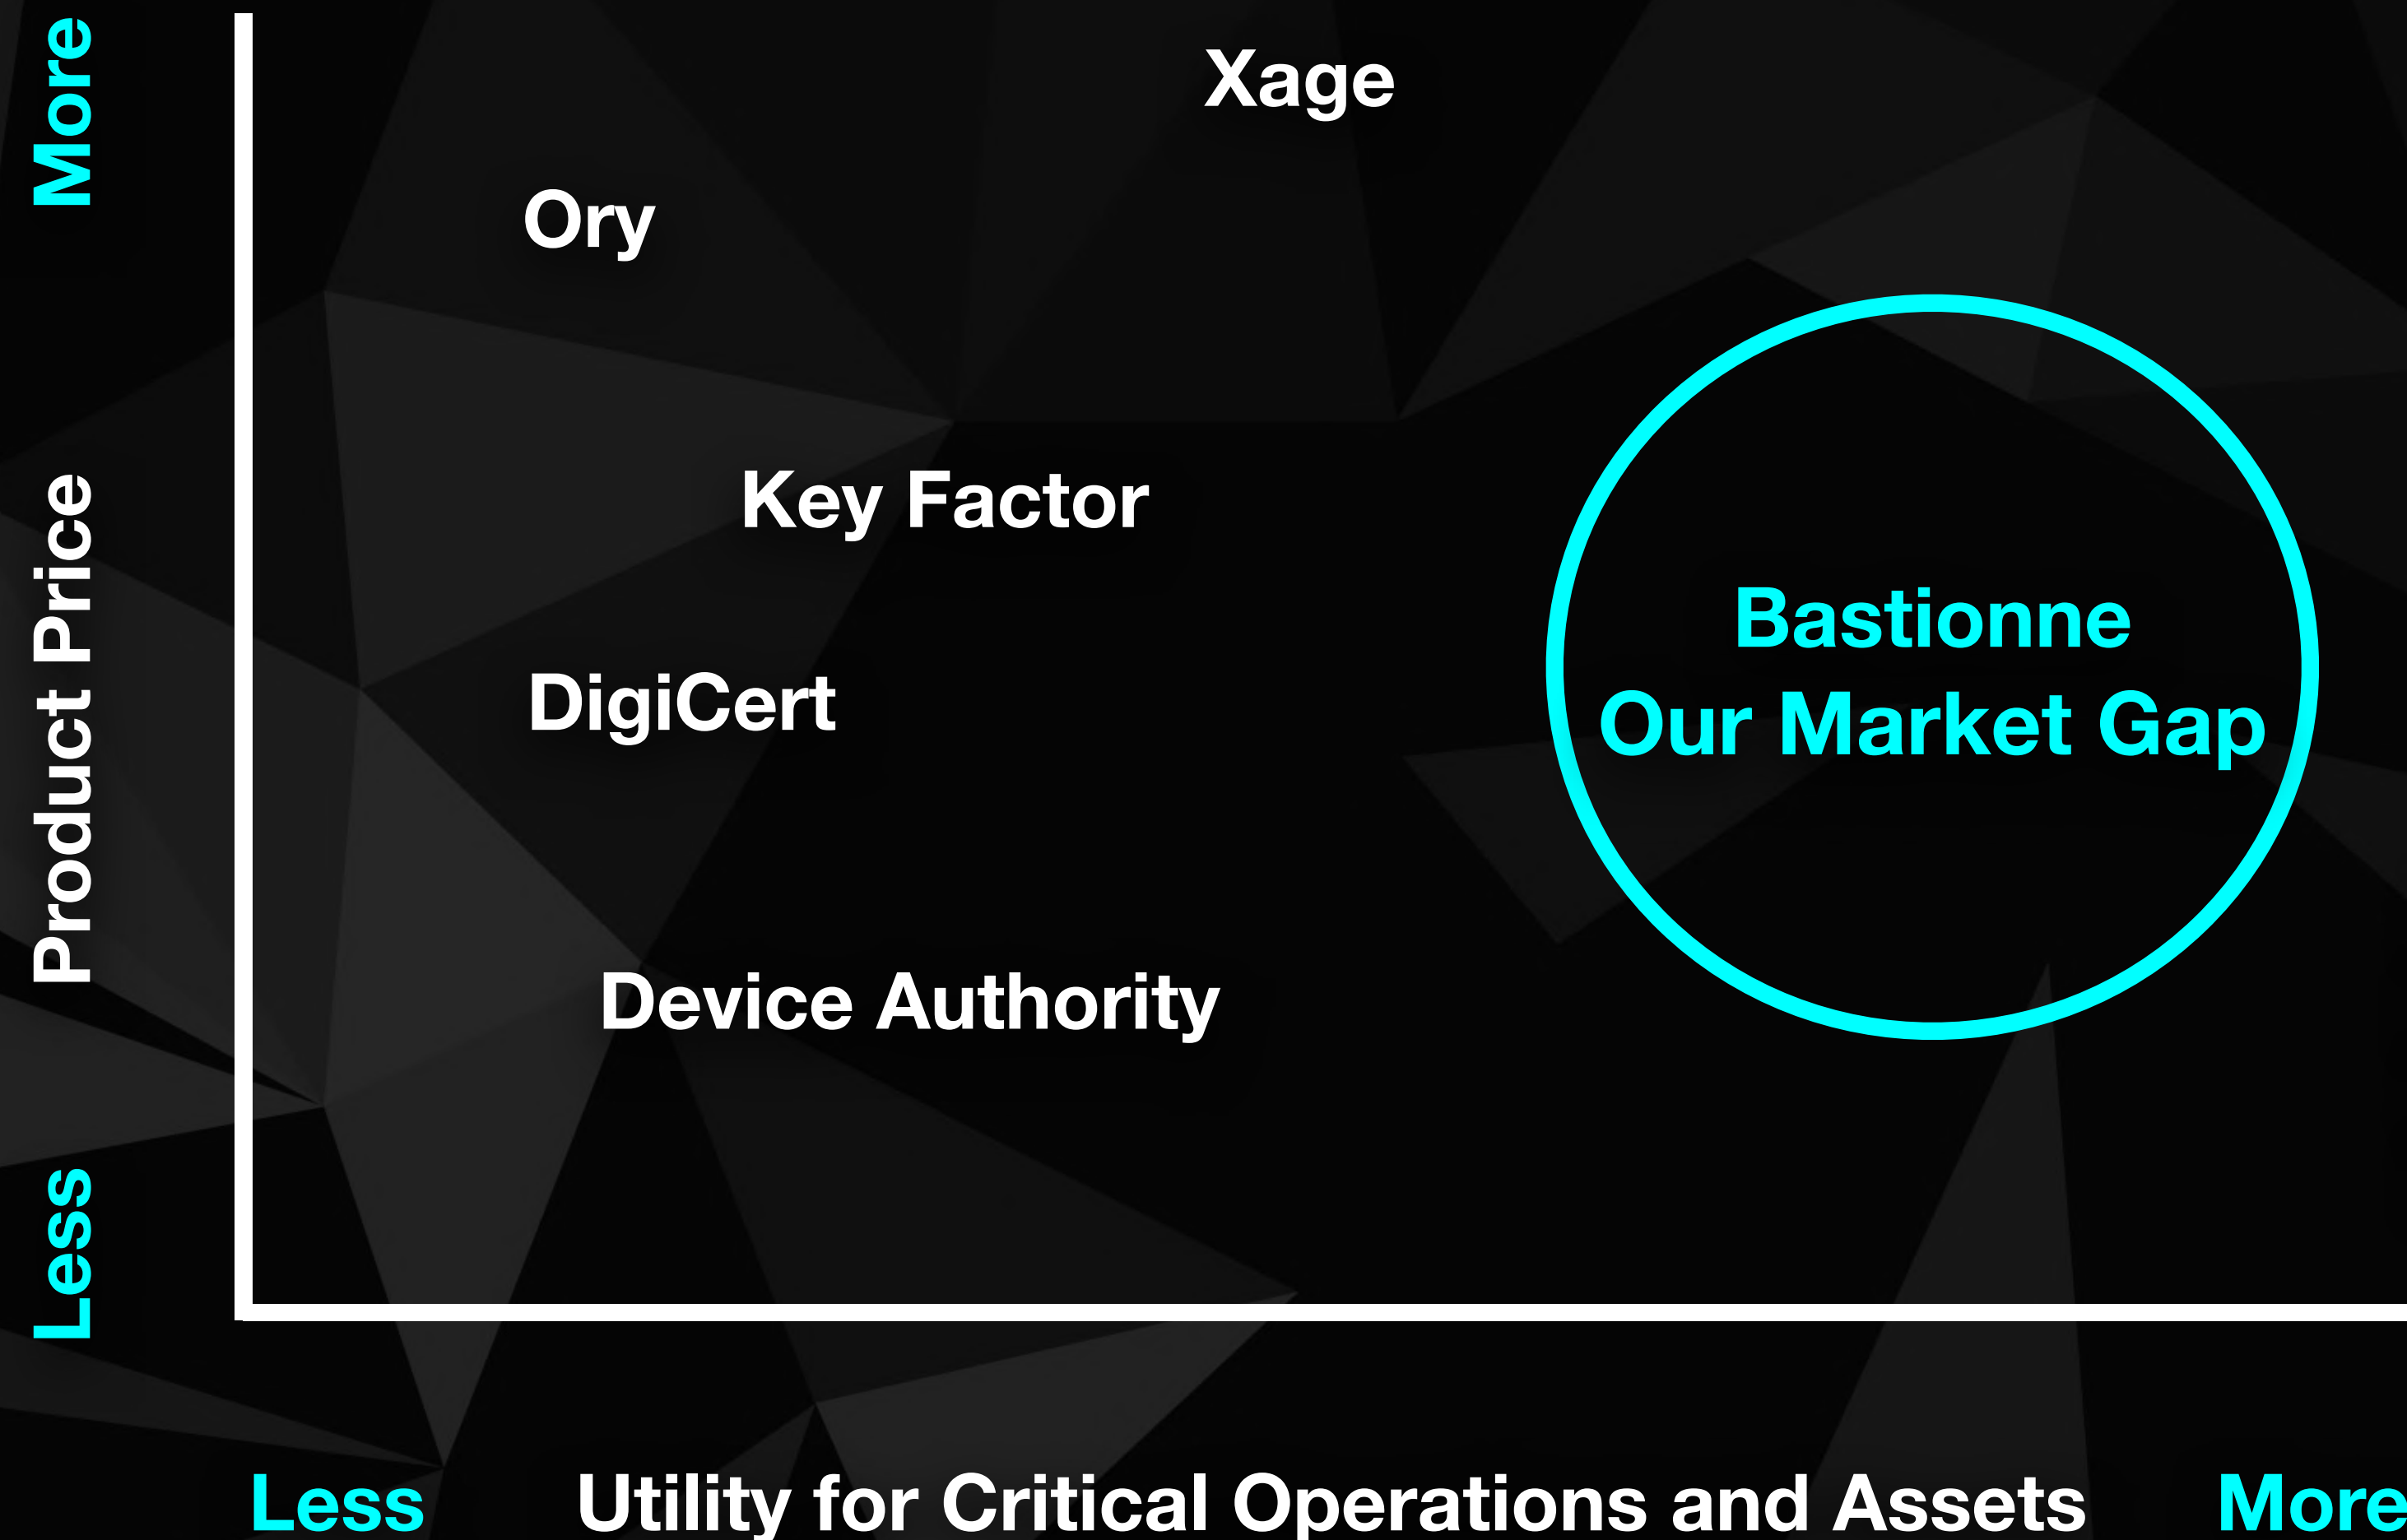 More
Product Price
Less
Xage
Ory
Key Factor
DigiCert
Device Authority
Bastionne
Our Market Gap
Less
Utility for Critical Operations and Assets
More